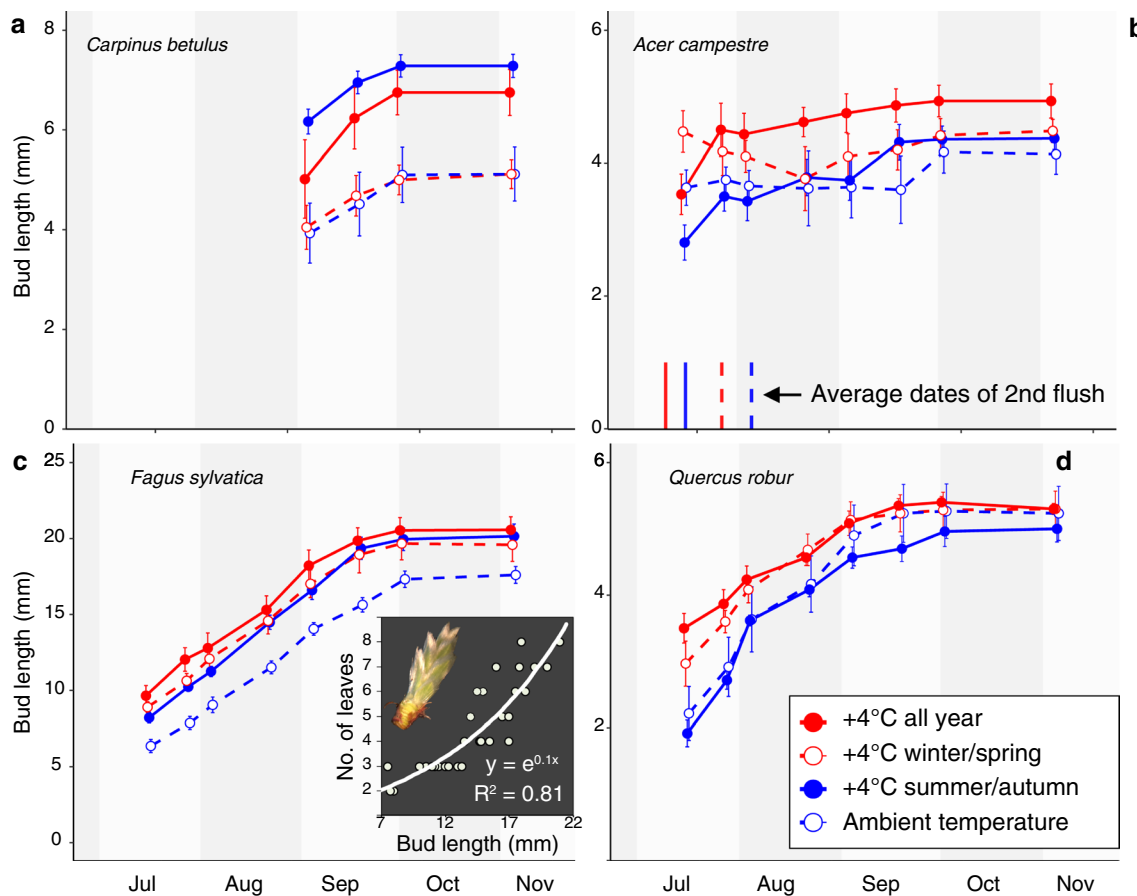 a
Carpinus betulus
8
6
4
2
0
Bud length (mm)
b
Acer campestre
6
4
2
0
Average dates of 2nd flush
c
Fagus sylvatica
25
20
15
10
5
0
Bud length (mm)
No. of leaves
8
7
6
5
4
3
2
y = e^0.1x
R² = 0.81
7 12 17 22
Bud length (mm)
d
Quercus robur
6
4
2
+4°C all year
+4°C winter/spring
+4°C summer/autumn
Ambient temperature
Jul Aug Sep Oct Nov
Jul Aug Sep Oct Nov